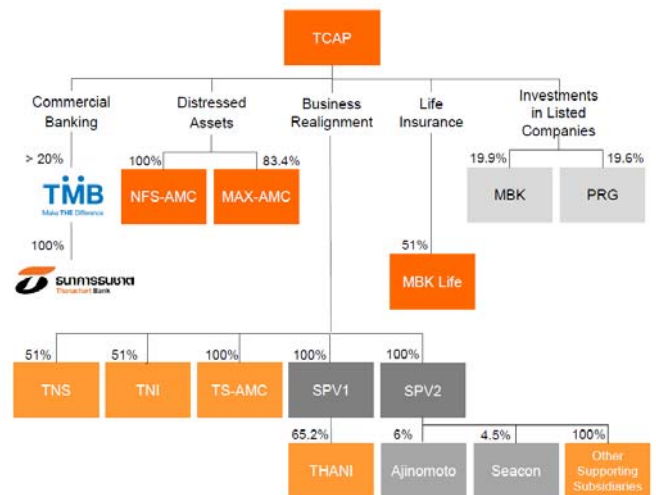 TCAP
Commercial
Banking
Distressed
Assets
Business
Realignment
Life
Insurance
Investments
in Listed
Companies
> 20%
100%
83.4%
19.9%
19.6%
TMB
Make THE Difference
NFS-AMC
MAX-AMC
MBK
PRG
100%
51%
ธนาคารธนชาต
Thanachart Bank
MBK Life
51%
51%
100%
100%
100%
TNS
TNI
TS-AMC
SPV1
SPV2
65.2%
6%
4.5%
100%
THANI
Ajinomoto
Seacon
Other
Supporting
Subsidiaries